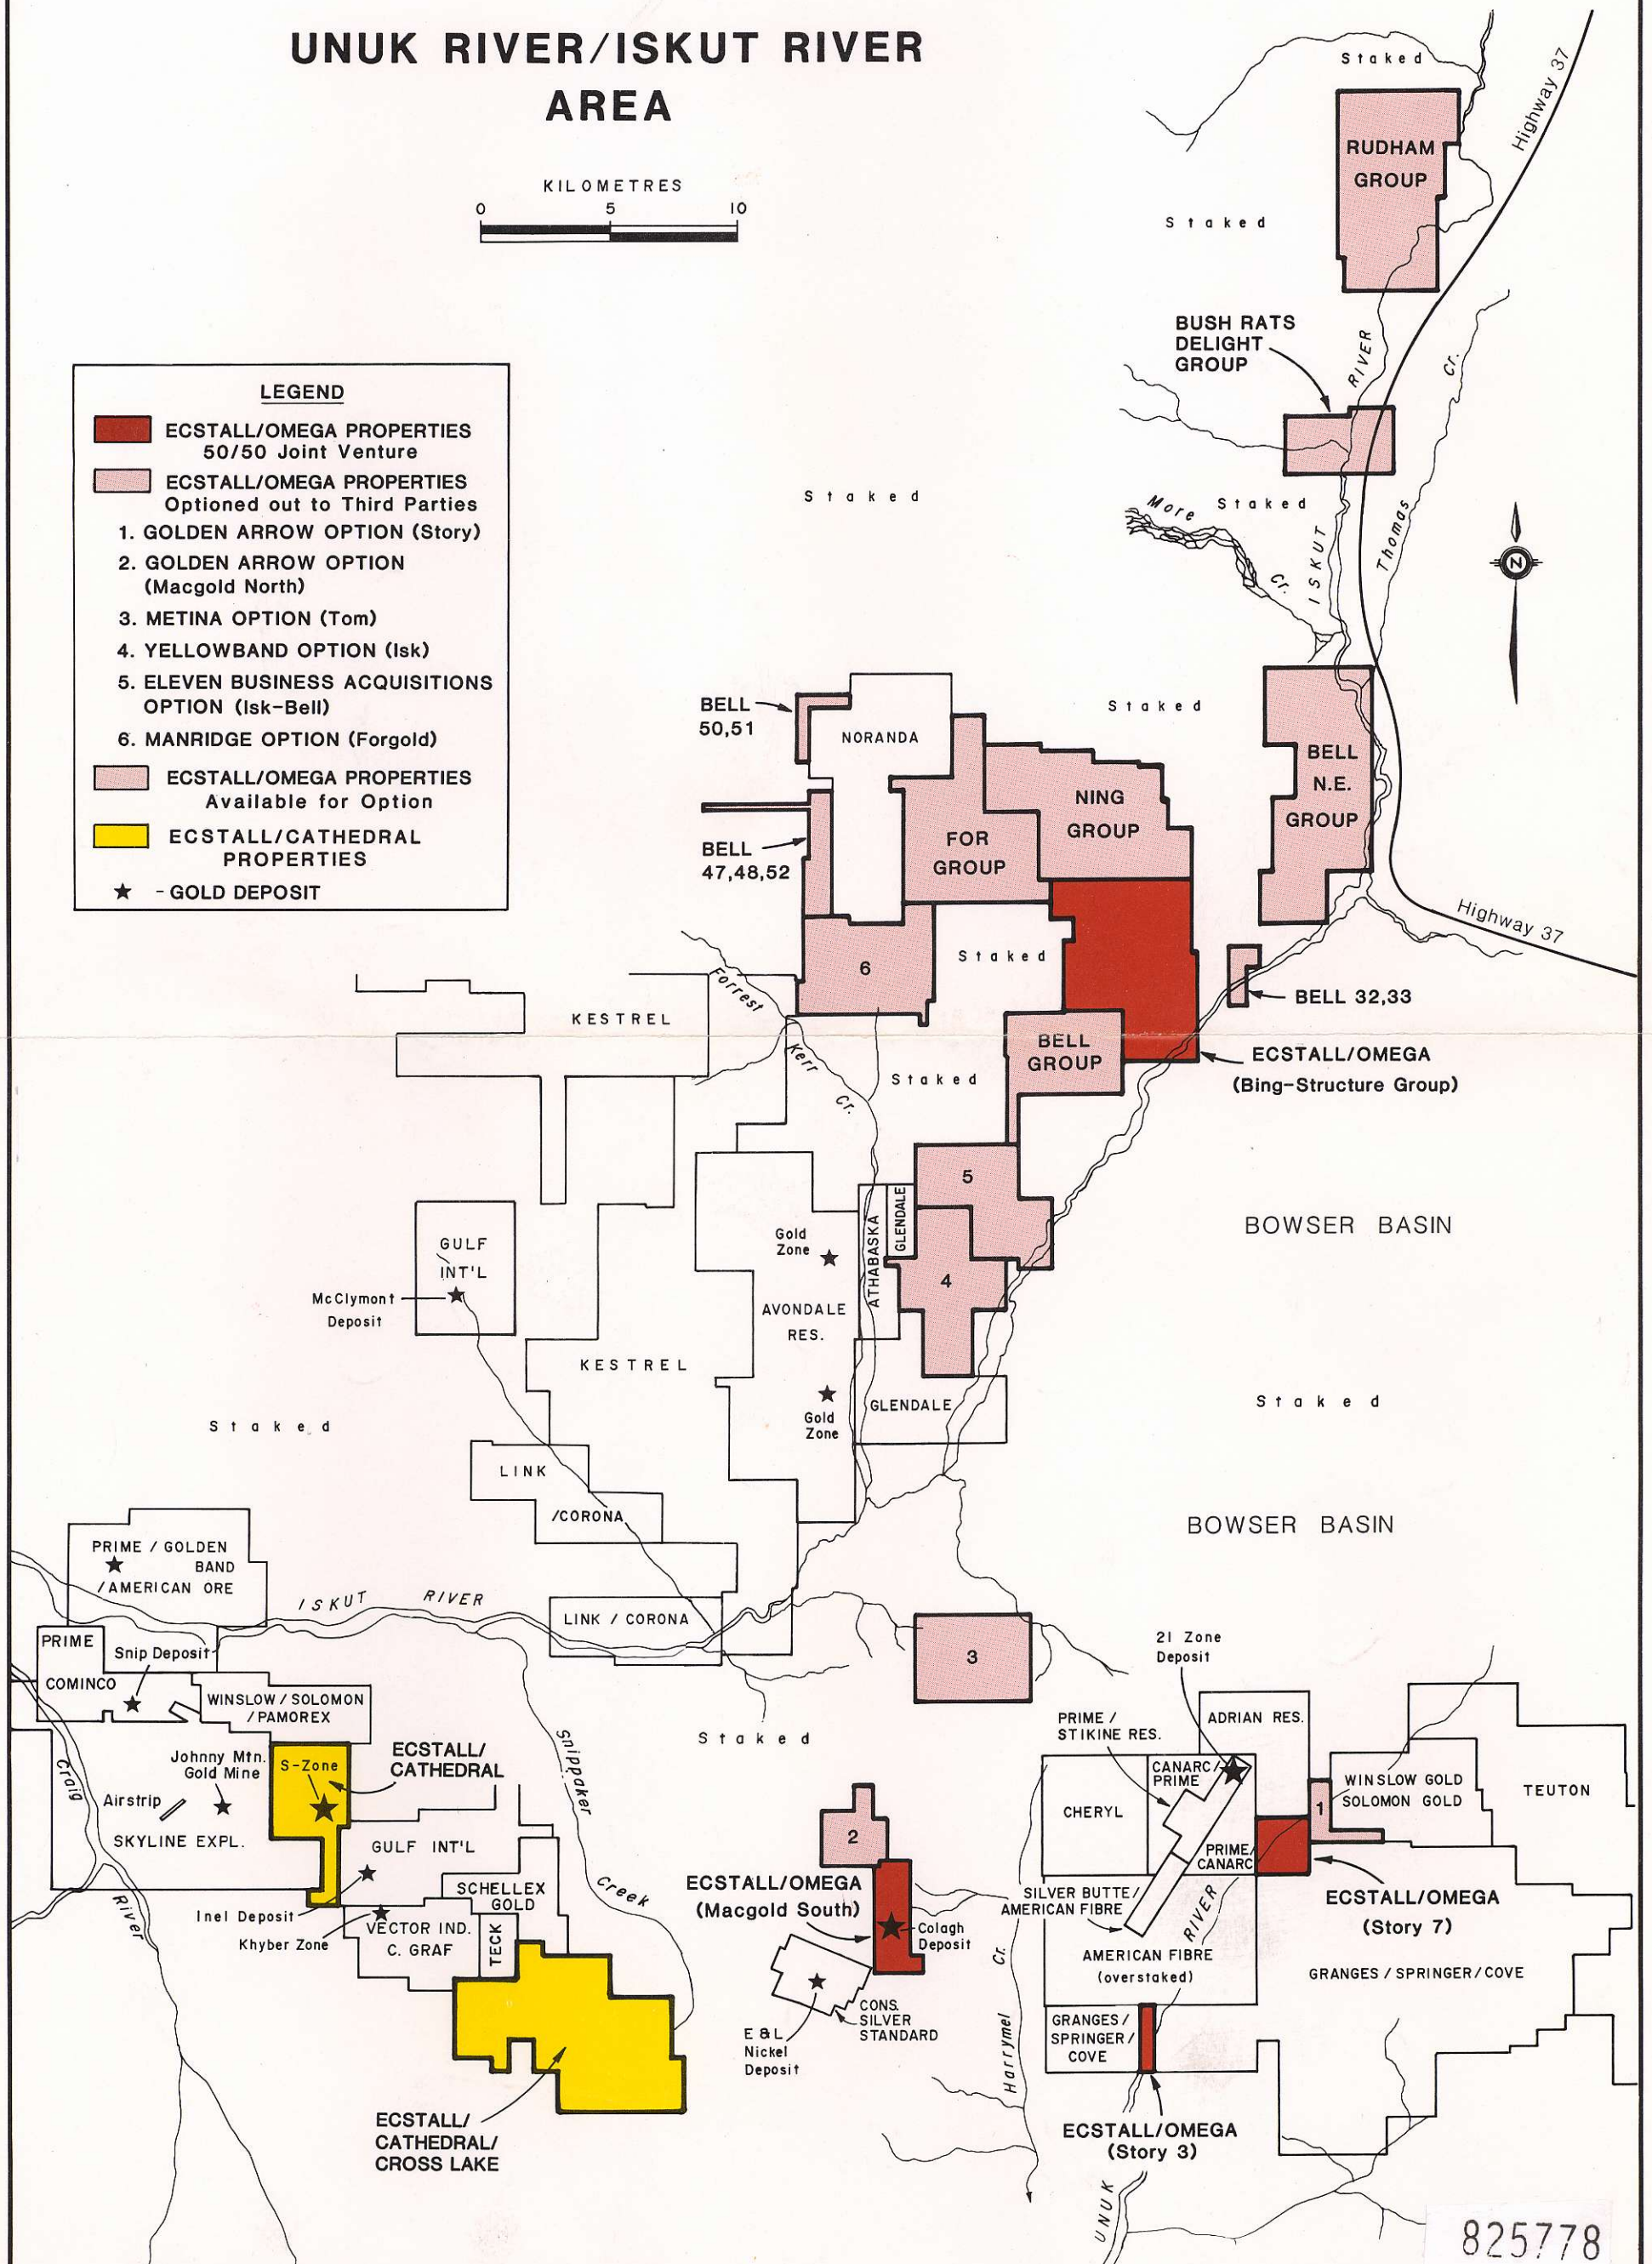 UNUK RIVER/ISKUT RIVER
AREA
KILOMETRES
0 5 10
Staked
Highway 37
RUDHAM
GROUP
Staked
BUSH RATS
DELIGHT
GROUP
RIVER
Cr.
LEGEND
ECSTALL/OMEGA PROPERTIES
50/50 Joint Venture
ECSTALL/OMEGA PROPERTIES
Optioned out to Third Parties
1. GOLDEN ARROW OPTION (Story)
2. GOLDEN ARROW OPTION
(Macgold North)
3. METINA OPTION (Tom)
4. YELLOWBAND OPTION (Isk)
5. ELEVEN BUSINESS ACQUISITIONS
OPTION (Isk-Bell)
6. MANRIDGE OPTION (Forgold)
ECSTALL/OMEGA PROPERTIES
Available for Option
ECSTALL/CATHEDRAL
PROPERTIES
★ - GOLD DEPOSIT
Staked
More
Cr.
Staked
ISKUT
Thomas
N
BELL
50,51
NORANDA
Staked
BELL
N.E.
GROUP
NING
GROUP
FOR
GROUP
BELL
47,48,52
Highway 37
6
Staked
BELL 32,33
Forrest
Kerr
Cr.
KESTREL
BELL
GROUP
Staked
ECSTALL/OMEGA
(Bing-Structure Group)
5
BOWSER BASIN
GLENDALE
ATHABASKA
Gold
Zone
GULF
INT'L
McClymont
Deposit
4
AVONDALE
RES.
KESTREL
Gold
Zone
GLENDALE
Staked
Staked
LINK
/CORONA
BOWSER BASIN
PRIME / GOLDEN
BAND
/AMERICAN ORE
ISKUT RIVER
LINK / CORONA
PRIME
COMINCO
Snip Deposit
WINSLOW / SOLOMON
/PAMOREX
3
21 Zone
Deposit
Staked
Snippaker
Creek
PRIME /
STIKINE RES.
ADRIAN RES.
Craig
River
Johnny Mtn.
Gold Mine
S-Zone
ECSTALL/
CATHEDRAL
Airstrip
SKYLINE EXPL.
CANARC/
PRIME
CHERYL
1
WINSLOW GOLD
SOLOMON GOLD
TEUTON
GULF INT'L
2
PRIME/
CANARC
SCHELLEX
GOLD
ECSTALL/OMEGA
(Macgold South)
SILVER BUTTE/
AMERICAN FIBRE
RIVER
ECSTALL/OMEGA
(Story 7)
Inel Deposit
Khyber Zone
VECTOR IND.
C. GRAF
TECK
Colagh
Deposit
Cr.
Harrymel
AMERICAN FIBRE
(overstaked)
GRANGES / SPRINGER/COVE
CONS.
SILVER
STANDARD
E & L
Nickel
Deposit
GRANGES /
SPRINGER /
COVE
ECSTALL/
CATHEDRAL/
CROSS LAKE
ECSTALL/OMEGA
(Story 3)
UNUK
825778